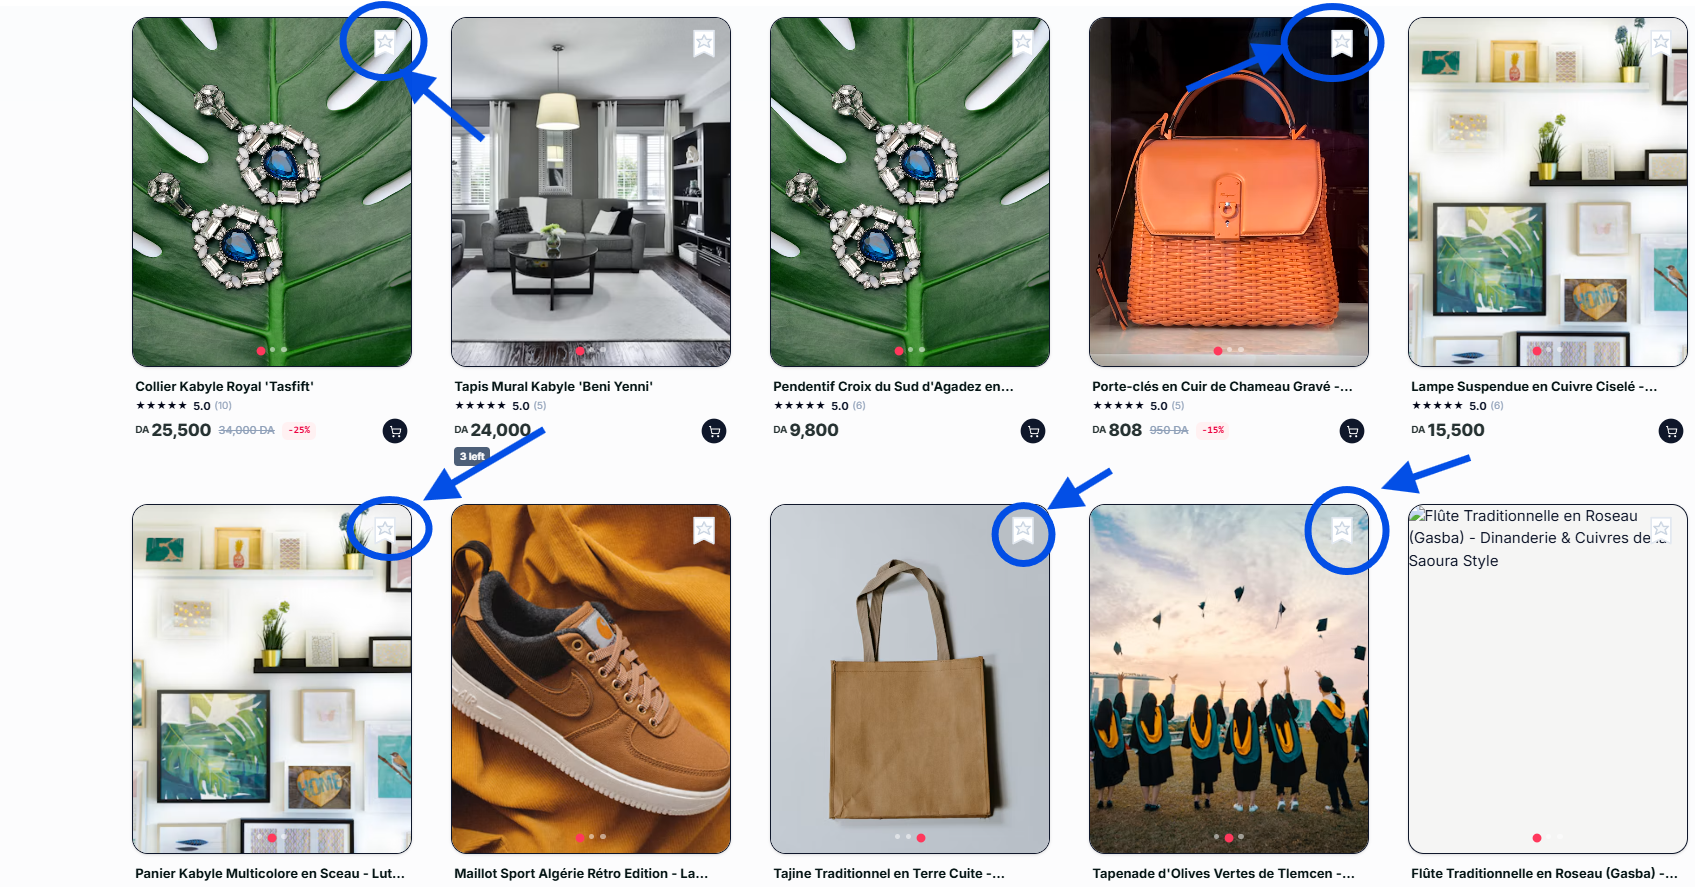 Collier Kabyle Royal 'Tasfift'
★★★★★ 5.0 (10)
DA 25,500 34,000 DA -25%
Tapis Mural Kabyle 'Beni Yenni'
★★★★★ 5.0 (5)
DA 24,000
3 left
Pendentif Croix du Sud d'Agadez en...
★★★★★ 5.0 (6)
DA 9,800
Porte-clés en Cuir de Chameau Gravé -...
★★★★★ 5.0 (5)
DA 808 950 DA -15%
Lampe Suspendue en Cuivre Ciselé -...
★★★★★ 5.0 (6)
DA 15,500
HOME
Panier Kabyle Multicolore en Sceau - Lut...
Maillot Sport Algérie Rétro Edition - La...
Tajine Traditionnel en Terre Cuite -...
Tapenade d'Olives Vertes de Tlemcen -...
Flûte Traditionnelle en Roseau
(Gasba) - Dinanderie & Cuivres de la
Saoura Style
Flûte Traditionnelle en Roseau (Gasba) -...
HOME